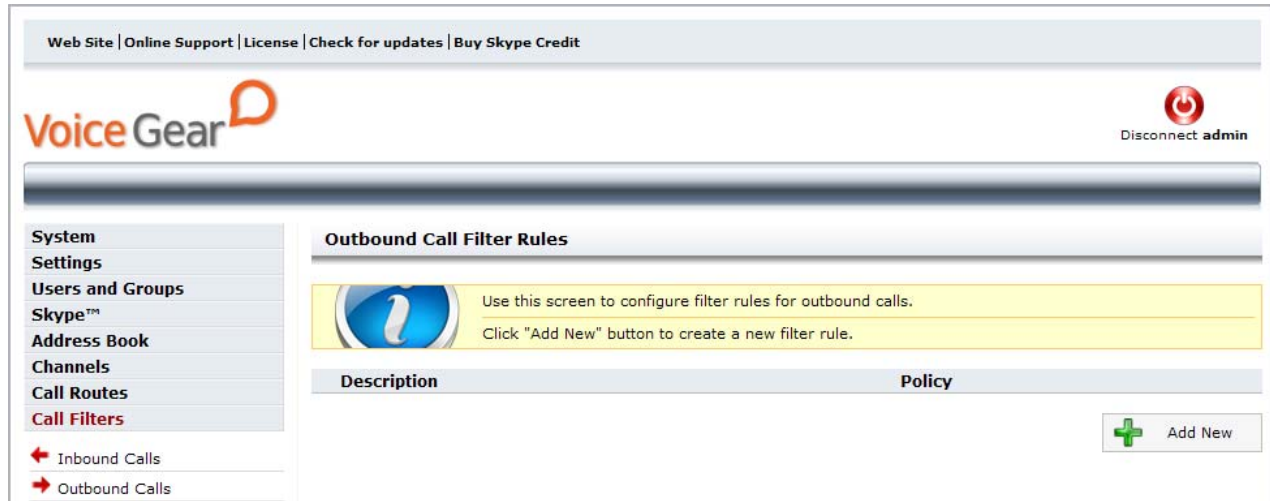 Web Site | Online Support | License | Check for updates | Buy Skype Credit
Voice Gear
Disconnect admin
System
Settings
Users and Groups
Skype™
Address Book
Channels
Call Routes
Call Filters
Inbound Calls
Outbound Calls
Outbound Call Filter Rules
Use this screen to configure filter rules for outbound calls.
Click "Add New" button to create a new filter rule.
Description Policy
Add New